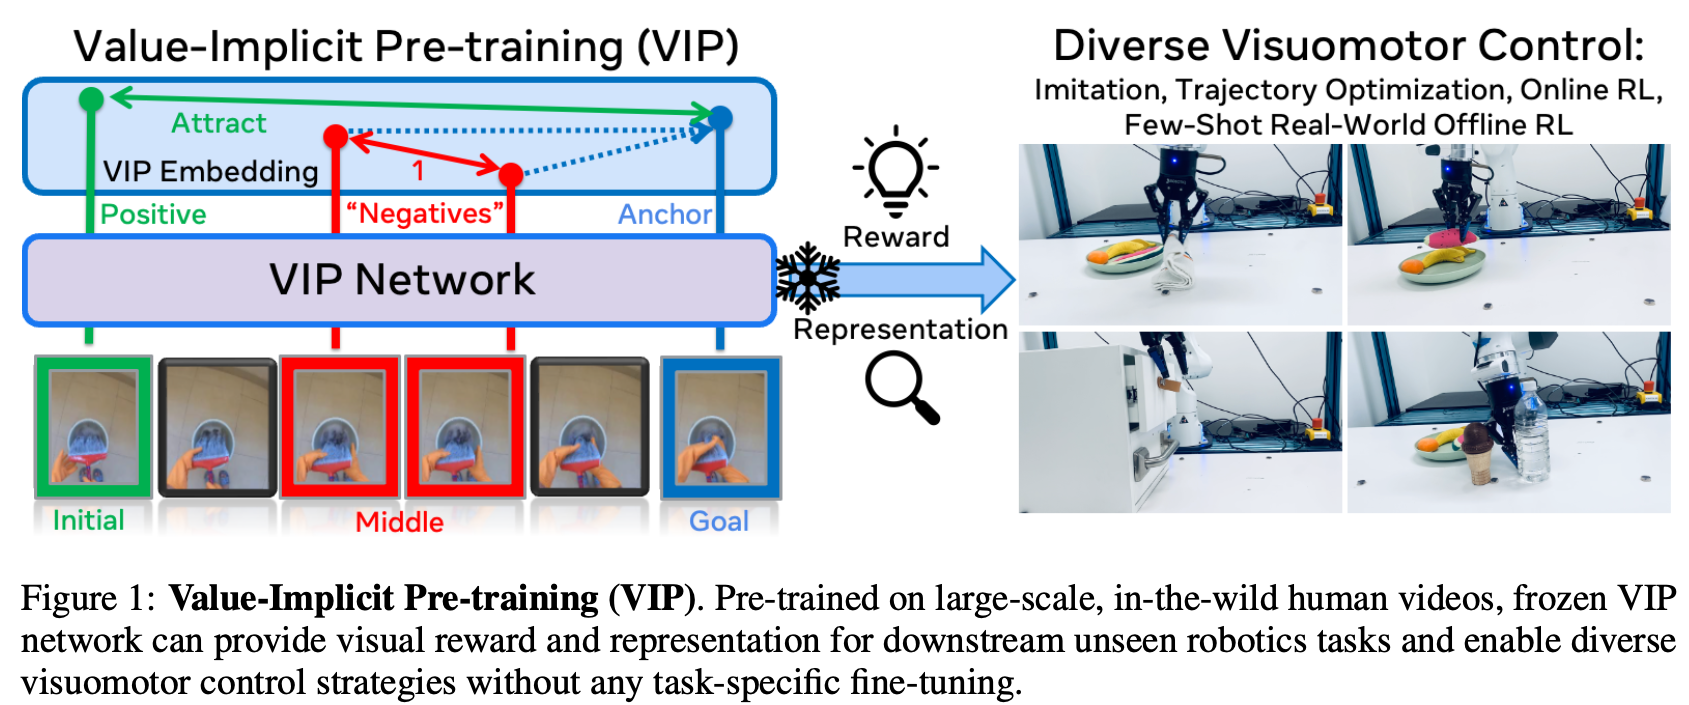 Value-Implicit Pre-training (VIP)
Attract
VIP Embedding
1
Positive
“Negatives”
Anchor
VIP Network
Initial
Middle
Goal
Reward
Representation
Diverse Visuomotor Control:
Imitation, Trajectory Optimization, Online RL,
Few-Shot Real-World Offline RL
Figure 1: Value-Implicit Pre-training (VIP). Pre-trained on large-scale, in-the-wild human videos, frozen VIP
network can provide visual reward and representation for downstream unseen robotics tasks and enable diverse
visuomotor control strategies without any task-specific fine-tuning.